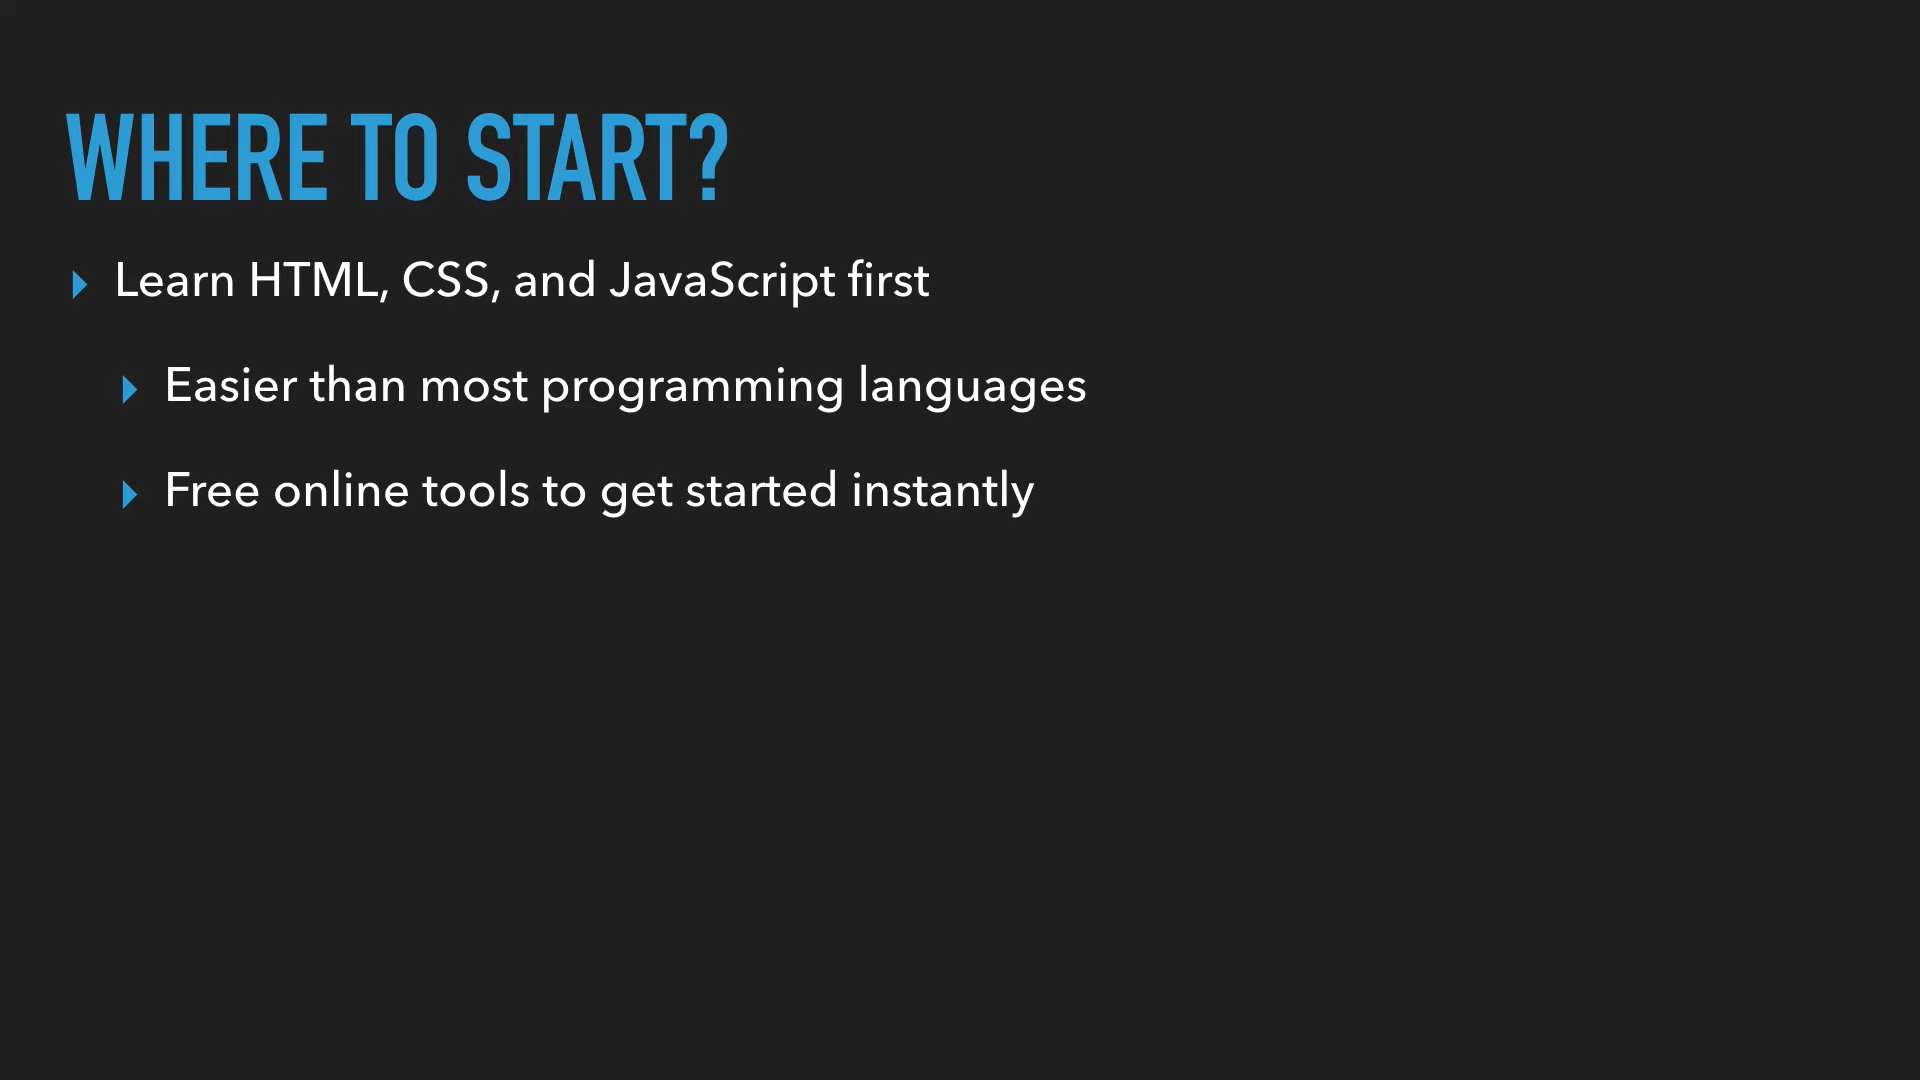 WHERE TO START?
Learn HTML, CSS, and JavaScript first
Easier than most programming languages
Free online tools to get started instantly